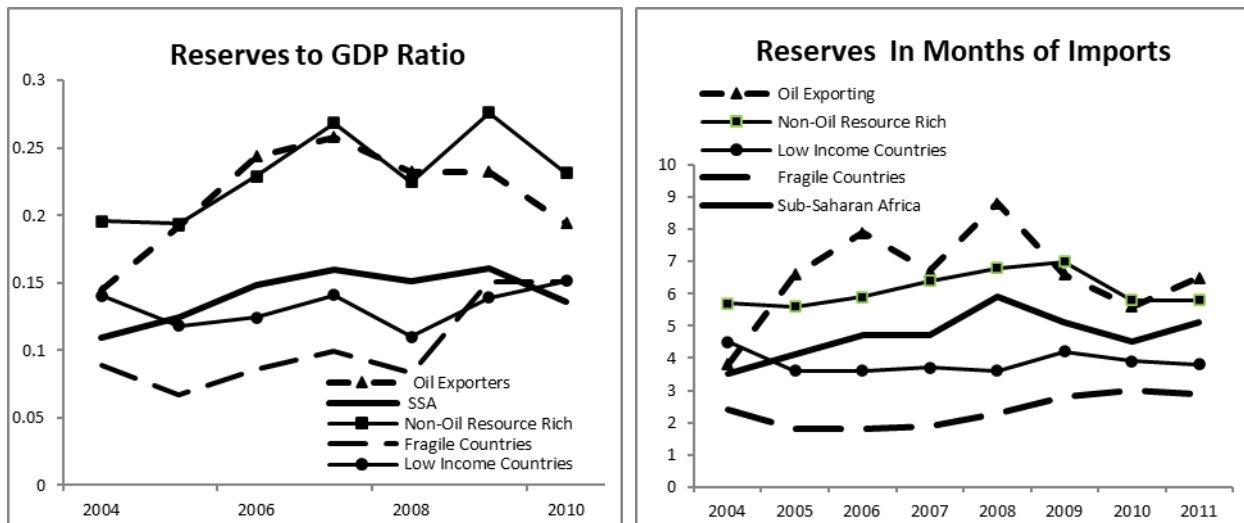 Reserves to GDP Ratio
0.3
0.25
0.2
0.15
0.1
0.05
0
Oil Exporters
SSA
Non-Oil Resource Rich
Fragile Countries
Low Income Countries
2004 2006 2008 2010
Reserves In Months of Imports
Oil Exporting
Non-Oil Resource Rich
Low Income Countries
Fragile Countries
Sub-Saharan Africa
10
9
8
7
6
5
4
3
2
1
0
2004 2005 2006 2007 2008 2009 2010 2011